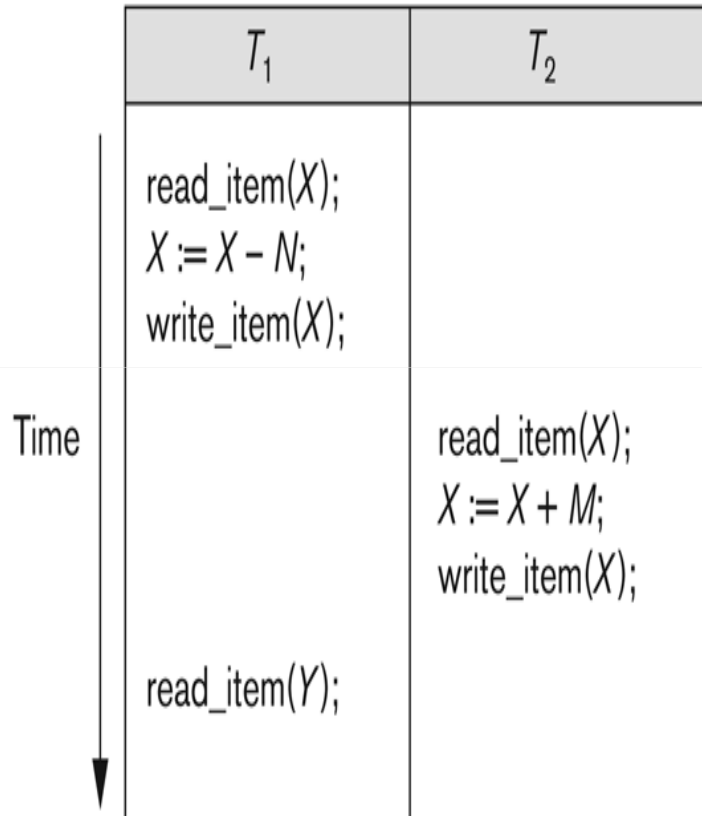 T₁ T₂
read_item(X);
X := X – N;
write_item(X);
Time
read_item(X);
X := X + M;
write_item(X);
read_item(Y);